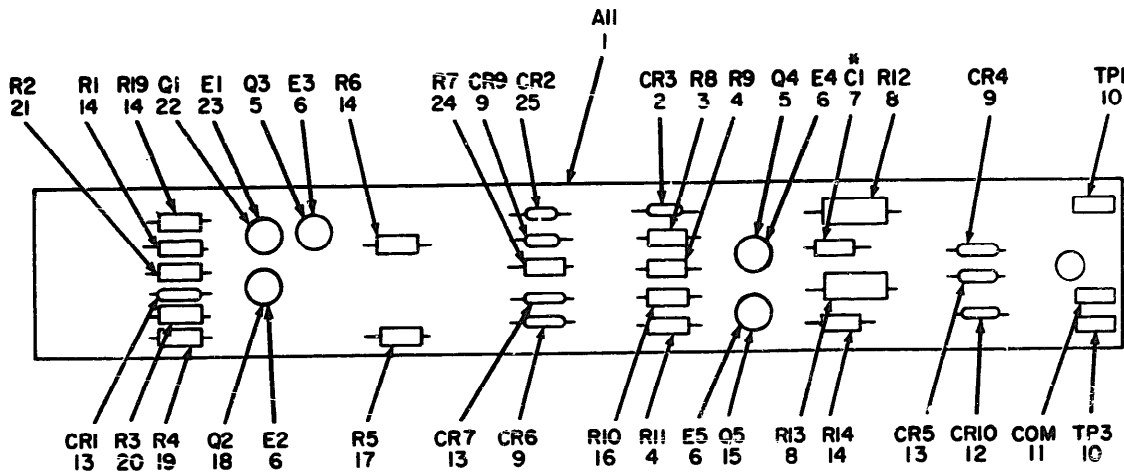 A11
1
*
R2 R1 R19 Q1 E1 Q3 E3 R6 R7 CR9 CR2 CR3 R8 R9 Q4 E4 C1 R12 CR4 TP1
21 14 14 22 23 5 6 14 24 9 25 2 3 4 5 6 7 8 9 10
CR1 R3 R4 Q2 E2 R5 CR7 CR6 R10 R11 E5 Q5 R13 R14 CR5 CR10 COM TP3
13 20 19 18 6 17 13 9 16 4 6 15 8 14 13 12 11 10